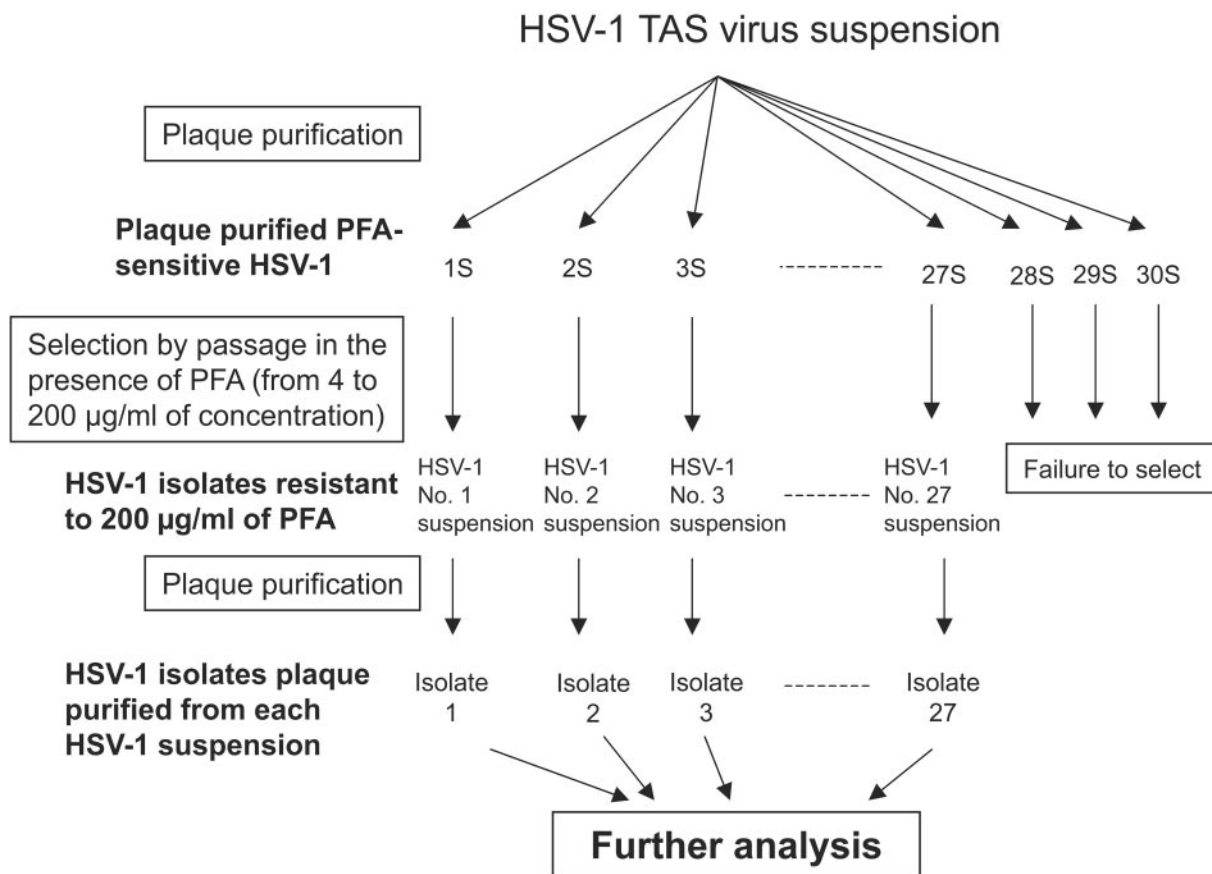 HSV-1 TAS virus suspension
Plaque purification
Plaque purified PFA-
sensitive HSV-1
1S
2S
3S
27S
28S
29S
30S
Selection by passage in the
presence of PFA (from 4 to
200 µg/ml of concentration)
HSV-1 isolates resistant
to 200 µg/ml of PFA
HSV-1
No. 1
suspension
HSV-1
No. 2
suspension
HSV-1
No. 3
suspension
HSV-1
No. 27
suspension
Failure to select
Plaque purification
HSV-1 isolates plaque
purified from each
HSV-1 suspension
Isolate
1
Isolate
2
Isolate
3
Isolate
27
Further analysis